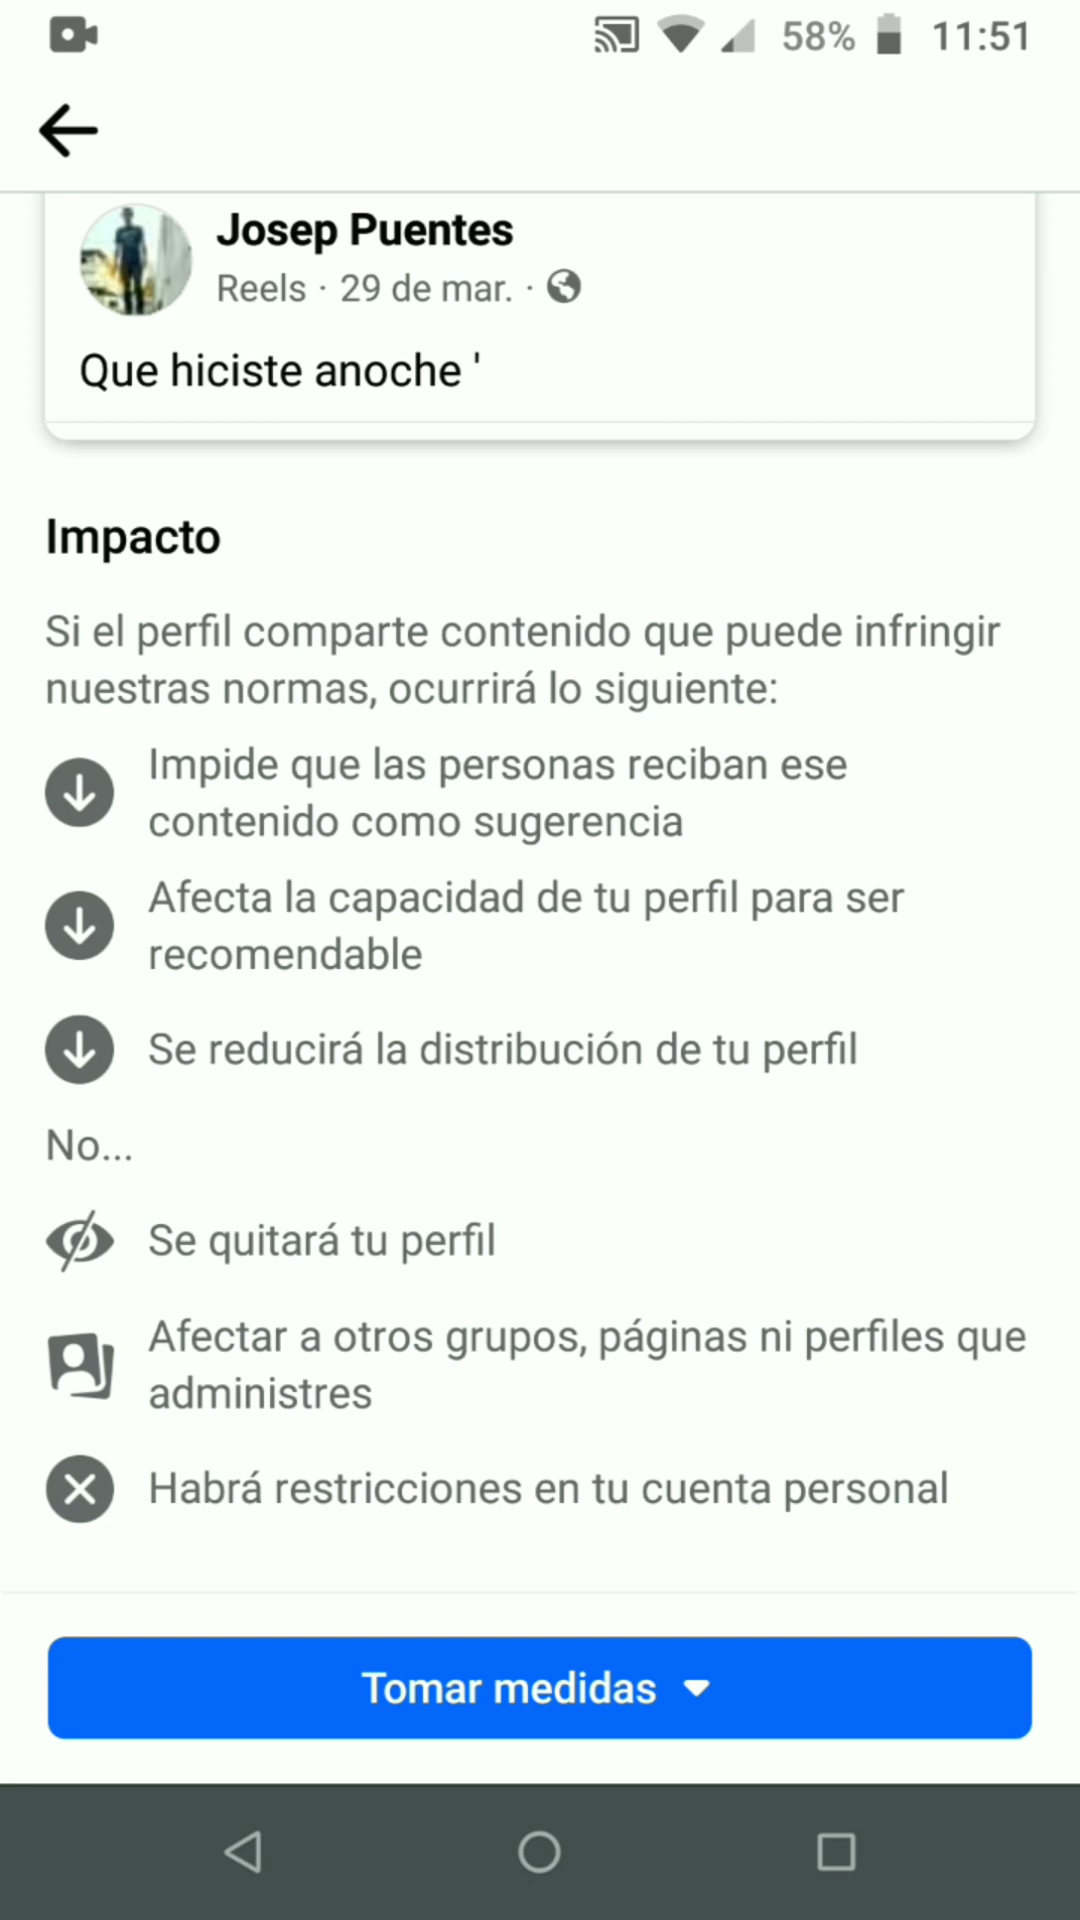 58% 11:51
Josep Puentes
Reels · 29 de mar. ·
Que hiciste anoche '
Impacto
Si el perfil comparte contenido que puede infringir
nuestras normas, ocurrirá lo siguiente:
Impide que las personas reciban ese
contenido como sugerencia
Afecta la capacidad de tu perfil para ser
recomendable
Se reducirá la distribución de tu perfil
No...
Se quitará tu perfil
Afectar a otros grupos, páginas ni perfiles que
administres
Habrá restricciones en tu cuenta personal
Tomar medidas